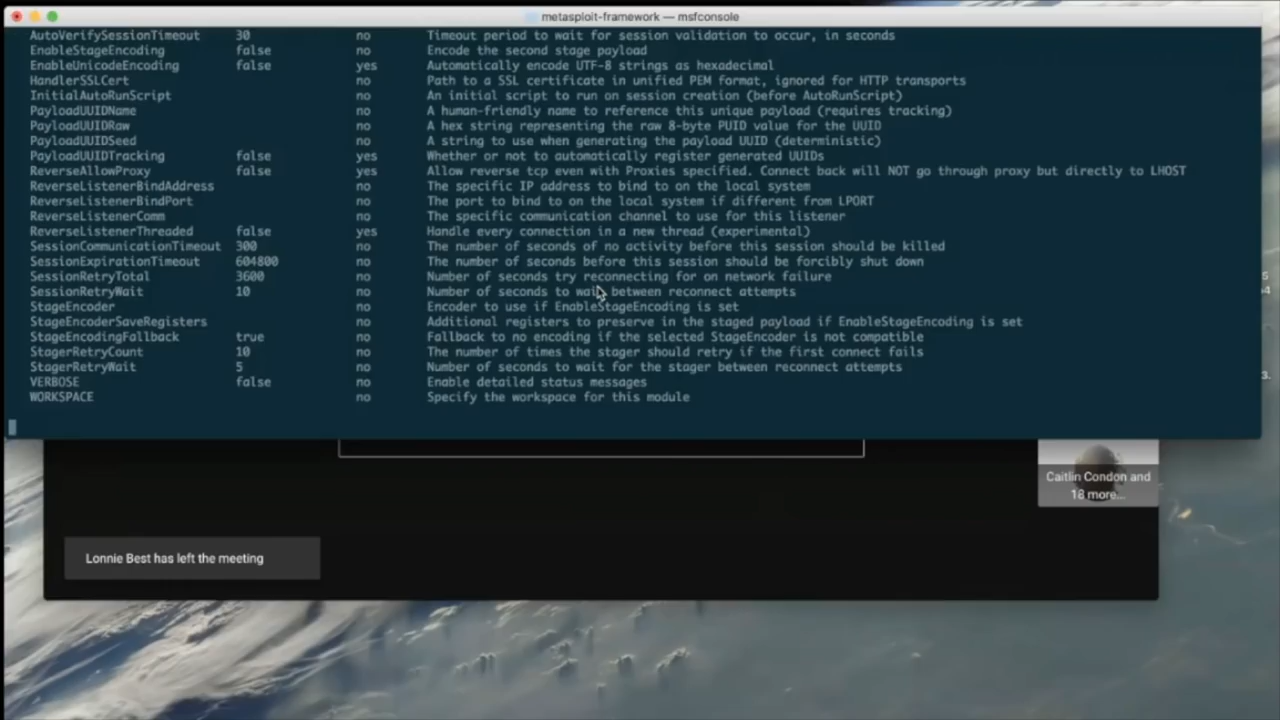 metasploit-framework — msfconsole
AutoVerifySessionTimeout 30 no Timeout period to wait for session validation to occur, in seconds
EnableStageEncoding false no Encode the second stage payload
EnableUnicodeEncoding false yes Automatically encode UTF-8 strings as hexadecimal
HandlerSSLCert no Path to a SSL certificate in unified PEM format, ignored for HTTP transports
InitialAutoRunScript no An initial script to run on session creation (before AutoRunScript)
PayloadUUIDName no A human-friendly name to reference this unique payload (requires tracking)
PayloadUUIDRaw no A hex string representing the raw 8-byte PUID value for the UUID
PayloadUUIDSeed no A string to use when generating the payload UUID (deterministic)
PayloadUUIDTracking false yes Whether or not to automatically register generated UUIDs
ReverseAllowProxy false yes Allow reverse tcp even with Proxies specified. Connect back will NOT go through proxy but directly to LHOST
ReverseListenerBindAddress no The specific IP address to bind to on the local system
ReverseListenerBindPort no The port to bind to on the local system if different from LPORT
ReverseListenerComm no The specific communication channel to use for this listener
ReverseListenerThreaded false yes Handle every connection in a new thread (experimental)
SessionCommunicationTimeout 300 no The number of seconds of no activity before this session should be killed
SessionExpirationTimeout 604800 no The number of seconds before this session should be forcibly shut down
SessionRetryTotal 3600 no Number of seconds try reconnecting for on network failure
SessionRetryWait 10 no Number of seconds to wait between reconnect attempts
StageEncoder no Encoder to use if EnableStageEncoding is set
StageEncoderSaveRegisters no Additional registers to preserve in the staged payload if EnableStageEncoding is set
StageEncodingFallback true no Fallback to no encoding if the selected StageEncoder is not compatible
StagerRetryCount 10 no The number of times the stager should retry if the first connect fails
StagerRetryWait 5 no Number of seconds to wait for the stager between reconnect attempts
VERBOSE false no Enable detailed status messages
WORKSPACE no Specify the workspace for this module
Caitlin Condon and
18 more...
Lonnie Best has left the meeting